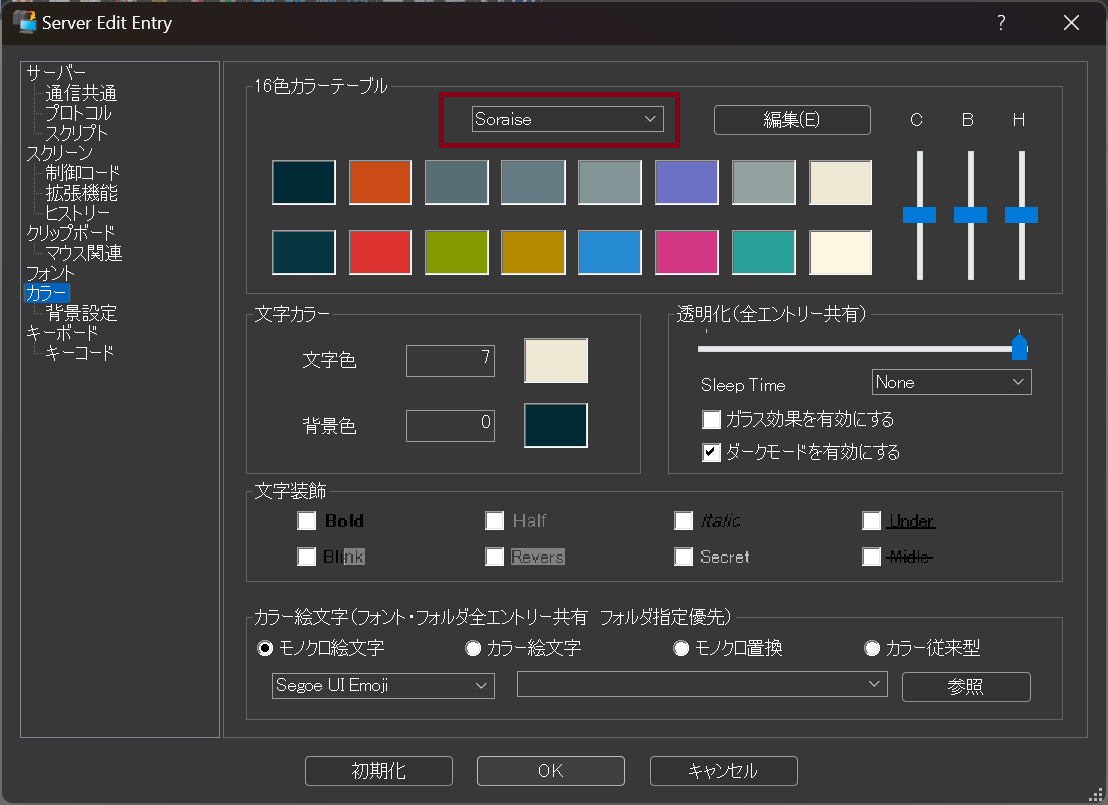 Server Edit Entry
?
サーバー
通信共通
プロトコル
スクリプト
スクリーン
制御コード
拡張機能
ヒストリー
クリップボード
マウス関連
フォント
カラー
背景設定
キーボード
キーコード
16色カラーテーブル
Soraise
編集(E)
C B H
文字カラー
文字色 7
背景色 0
透明化(全エントリー共有)
Sleep Time None
ガラス効果を有効にする
ダークモードを有効にする
文字装飾
Bold Half Italic Under
Blink Revers Secret Midle
カラー絵文字(フォント・フォルダ全エントリー共有 フォルダ指定優先)
モノクロ絵文字 カラー絵文字 モノクロ置換 カラー従来型
Segoe UI Emoji 参照
初期化 OK キャンセル